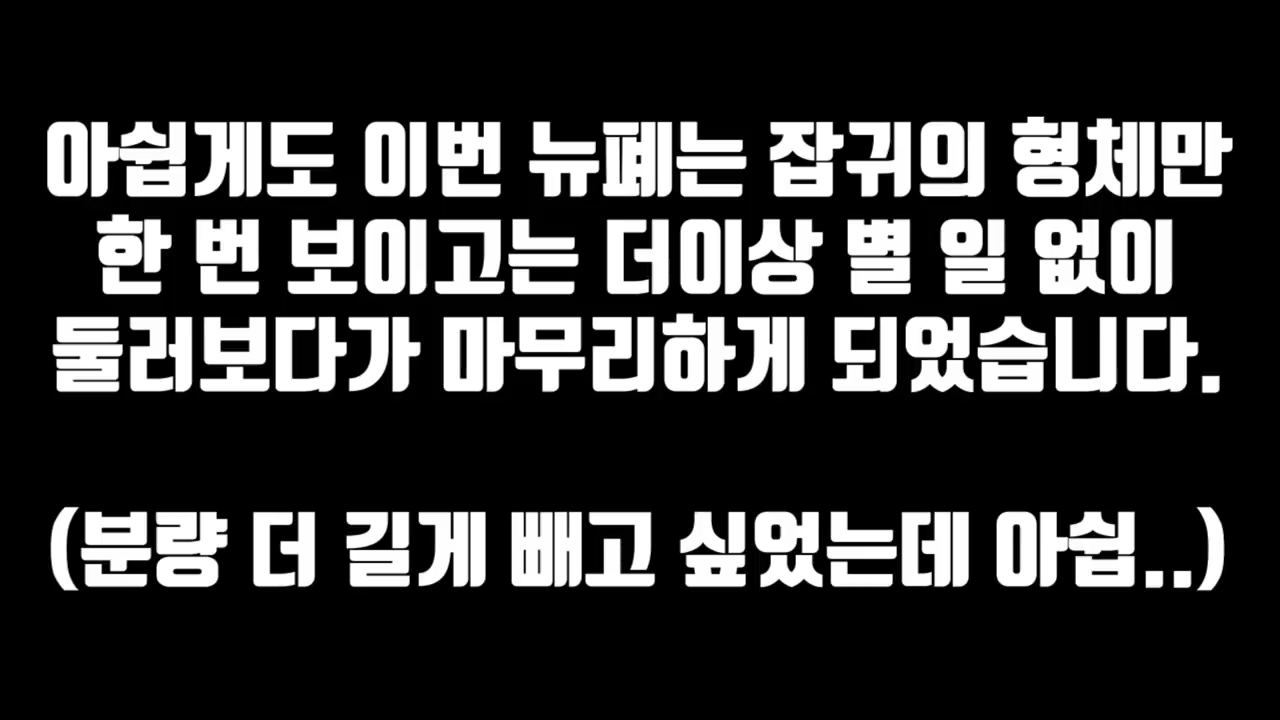 아쉽게도 이번 뉴폐는 잡귀의 형체만
한 번 보이고는 더이상 별 일 없이
둘러보다가 마무리하게 되었습니다.
(분량 더 길게 빼고 싶었는데 아쉽..)